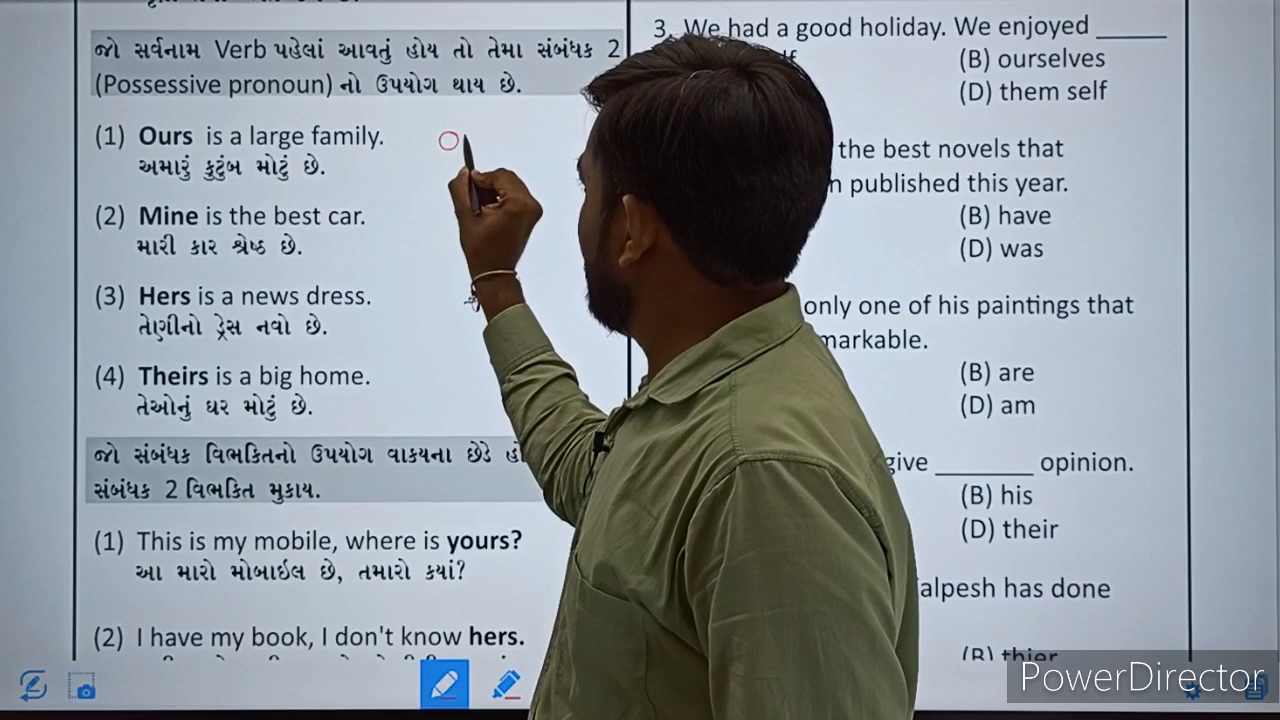 જો સર્વનામ Verb પહેલાં આવતું હોય તો તેમા સંબંધક 2
(Possessive pronoun) નો ઉપયોગ થાય છે.
(1) Ours is a large family.
અમારું કુટુંબ મોટું છે.
(2) Mine is the best car.
મારી કાર શ્રેષ્ઠ છે.
(3) Hers is a news dress.
તેણીનો ડ્રેસ નવો છે.
(4) Theirs is a big home.
તેઓનું ઘર મોટું છે.
જો સંબંધક વિભકિતનો ઉપયોગ વાકયના છેડે
સંબંધક 2 વિભકિત મુકાય.
(1) This is my mobile, where is yours?
આ મારો મોબાઇલ છે, તમારો કયાં?
(2) I have my book, I don't know hers.
3. We had a good holiday. We enjoyed ______
(B) ourselves
(D) them self
the best novels that
published this year.
(B) have
(D) was
only one of his paintings that
(B) are
(D) am
give ______ opinion.
(B) his
(D) their
has done
(B) thier
PowerDirector